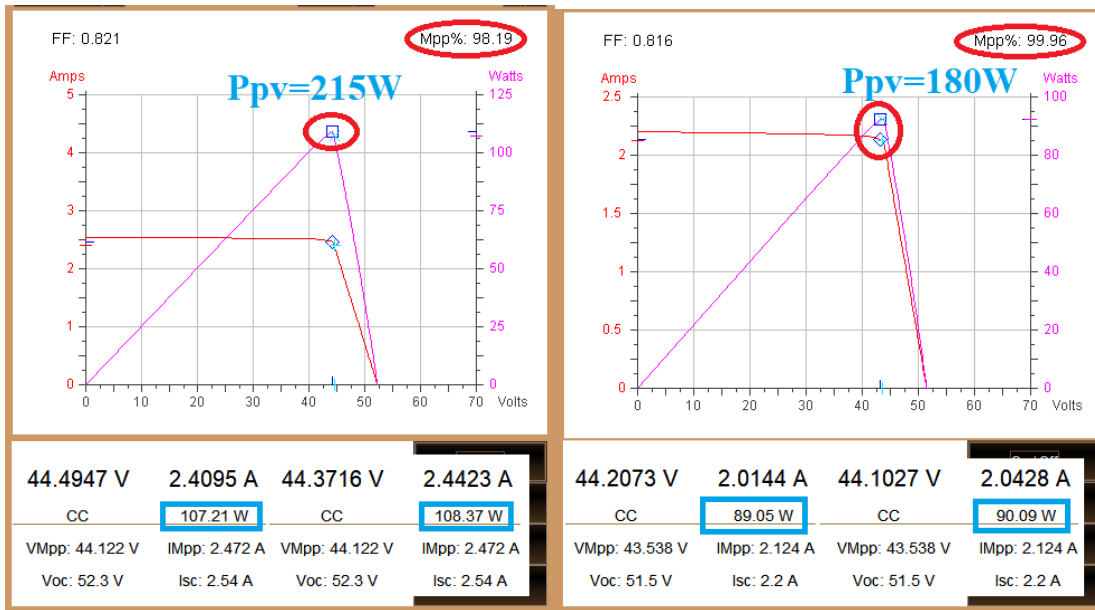 FF: 0.821 Mpp%: 98.19
Amps Watts
Ppv=215W
5 125
4 100
3 75
2 50
1 25
0 0
0 10 20 30 40 50 60 70 Volts
44.4947 V 2.4095 A 44.3716 V 2.4423 A
CC 107.21 W CC 108.37 W
VMpp: 44.122 V IMpp: 2.472 A VMpp: 44.122 V IMpp: 2.472 A
Voc: 52.3 V Isc: 2.54 A Voc: 52.3 V Isc: 2.54 A
FF: 0.816 Mpp%: 99.96
Amps Watts
Ppv=180W
2.5 100
2 80
1.5 60
1 40
0.5 20
0 0
0 10 20 30 40 50 60 70 Volts
44.2073 V 2.0144 A 44.1027 V 2.0428 A
CC 89.05 W CC 90.09 W
VMpp: 43.538 V IMpp: 2.124 A VMpp: 43.538 V IMpp: 2.124 A
Voc: 51.5 V Isc: 2.2 A Voc: 51.5 V Isc: 2.2 A